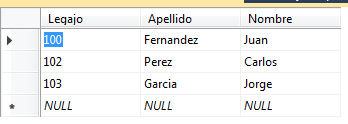 Legajo Apellido Nombre
100 Fernandez Juan
102 Perez Carlos
103 Garcia Jorge
* NULL NULL NULL